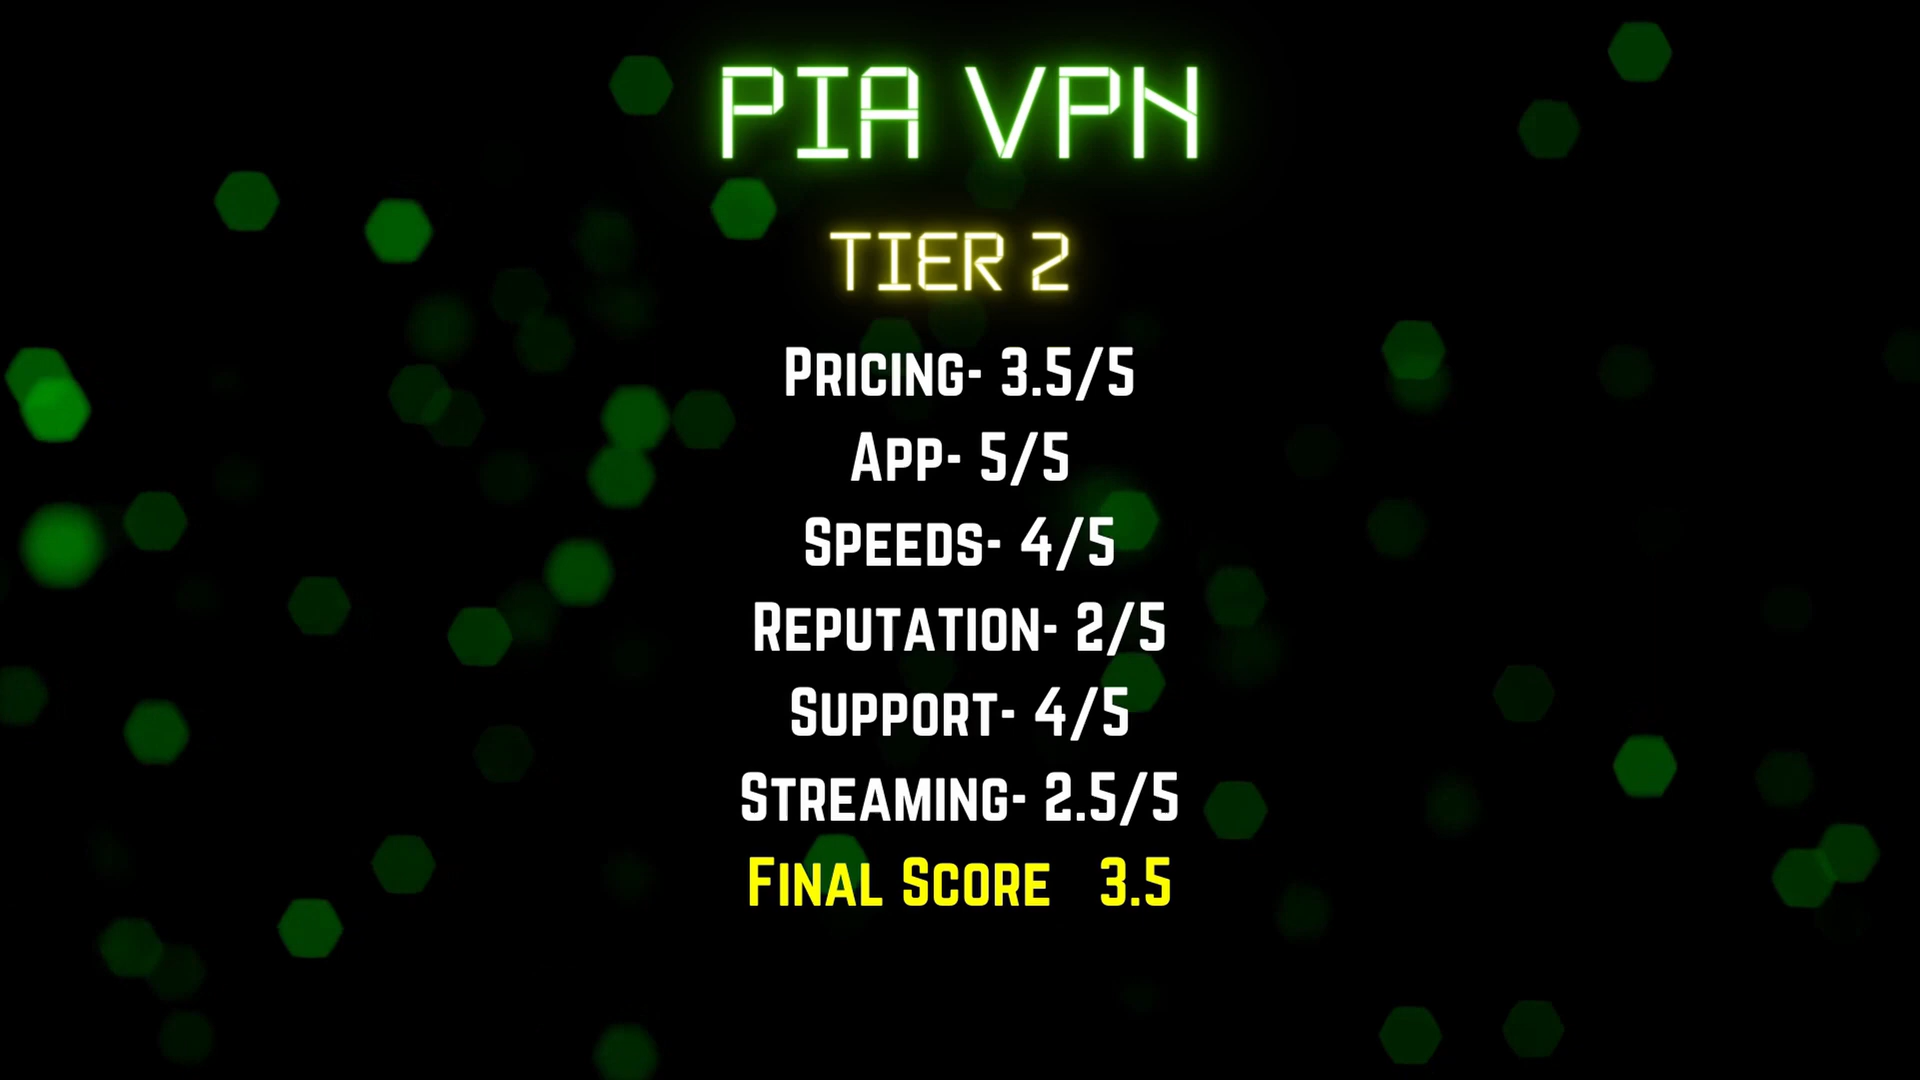 PIA VPN
TIER 2
Pricing- 3.5/5
App- 5/5
Speeds- 4/5
Reputation- 2/5
Support- 4/5
Streaming- 2.5/5
Final Score 3.5